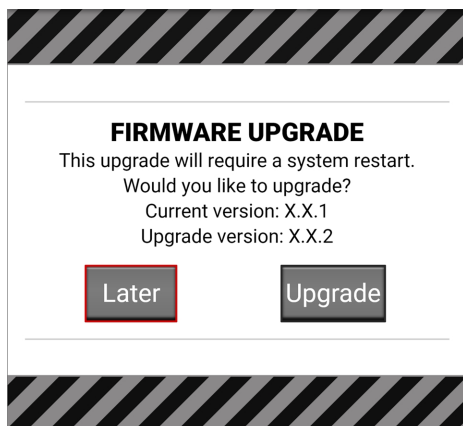 FIRMWARE UPGRADE
This upgrade will require a system restart.
Would you like to upgrade?
Current version: X.X.1
Upgrade version: X.X.2
Later
Upgrade